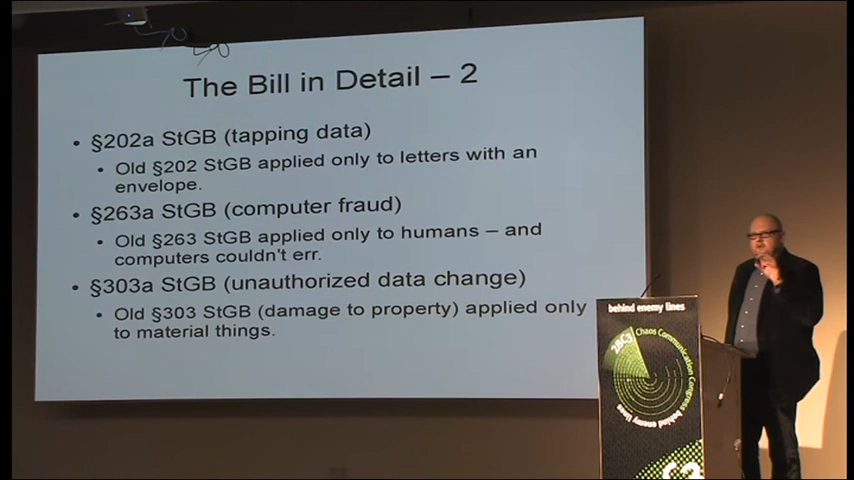 The Bill in Detail – 2
• §202a StGB (tapping data)
• Old §202 StGB applied only to letters with an
envelope.
• §263a StGB (computer fraud)
• Old §263 StGB applied only to humans – and
computers couldn't err.
• §303a StGB (unauthorized data change)
• Old §303 StGB (damage to property) applied only
to material things.
behind enemy lines
28C3 Chaos Communication Congress
behind enemy lines